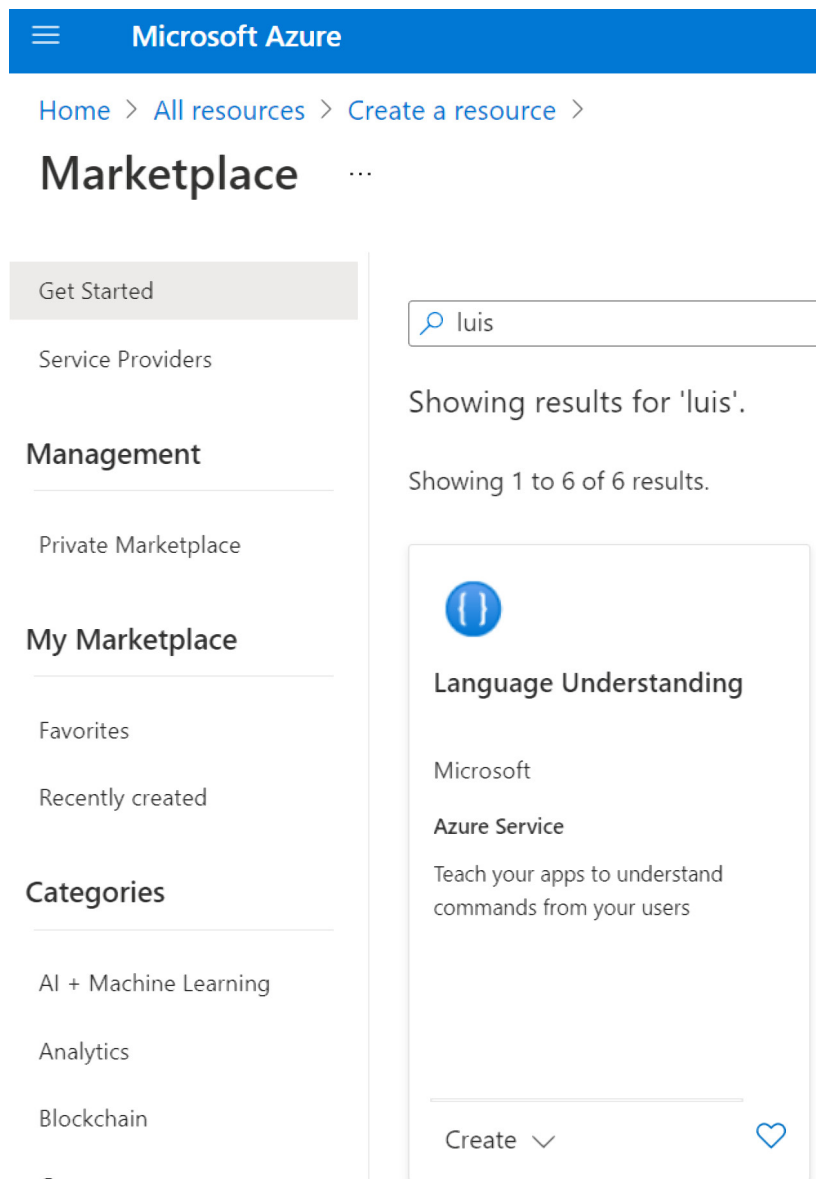 Microsoft Azure
Home > All resources > Create a resource >
Marketplace ...
Get Started
Service Providers
Management
Private Marketplace
My Marketplace
Favorites
Recently created
Categories
AI + Machine Learning
Analytics
Blockchain
luis
Showing results for 'luis'.
Showing 1 to 6 of 6 results.
{ }
Language Understanding
Microsoft
Azure Service
Teach your apps to understand
commands from your users
Create